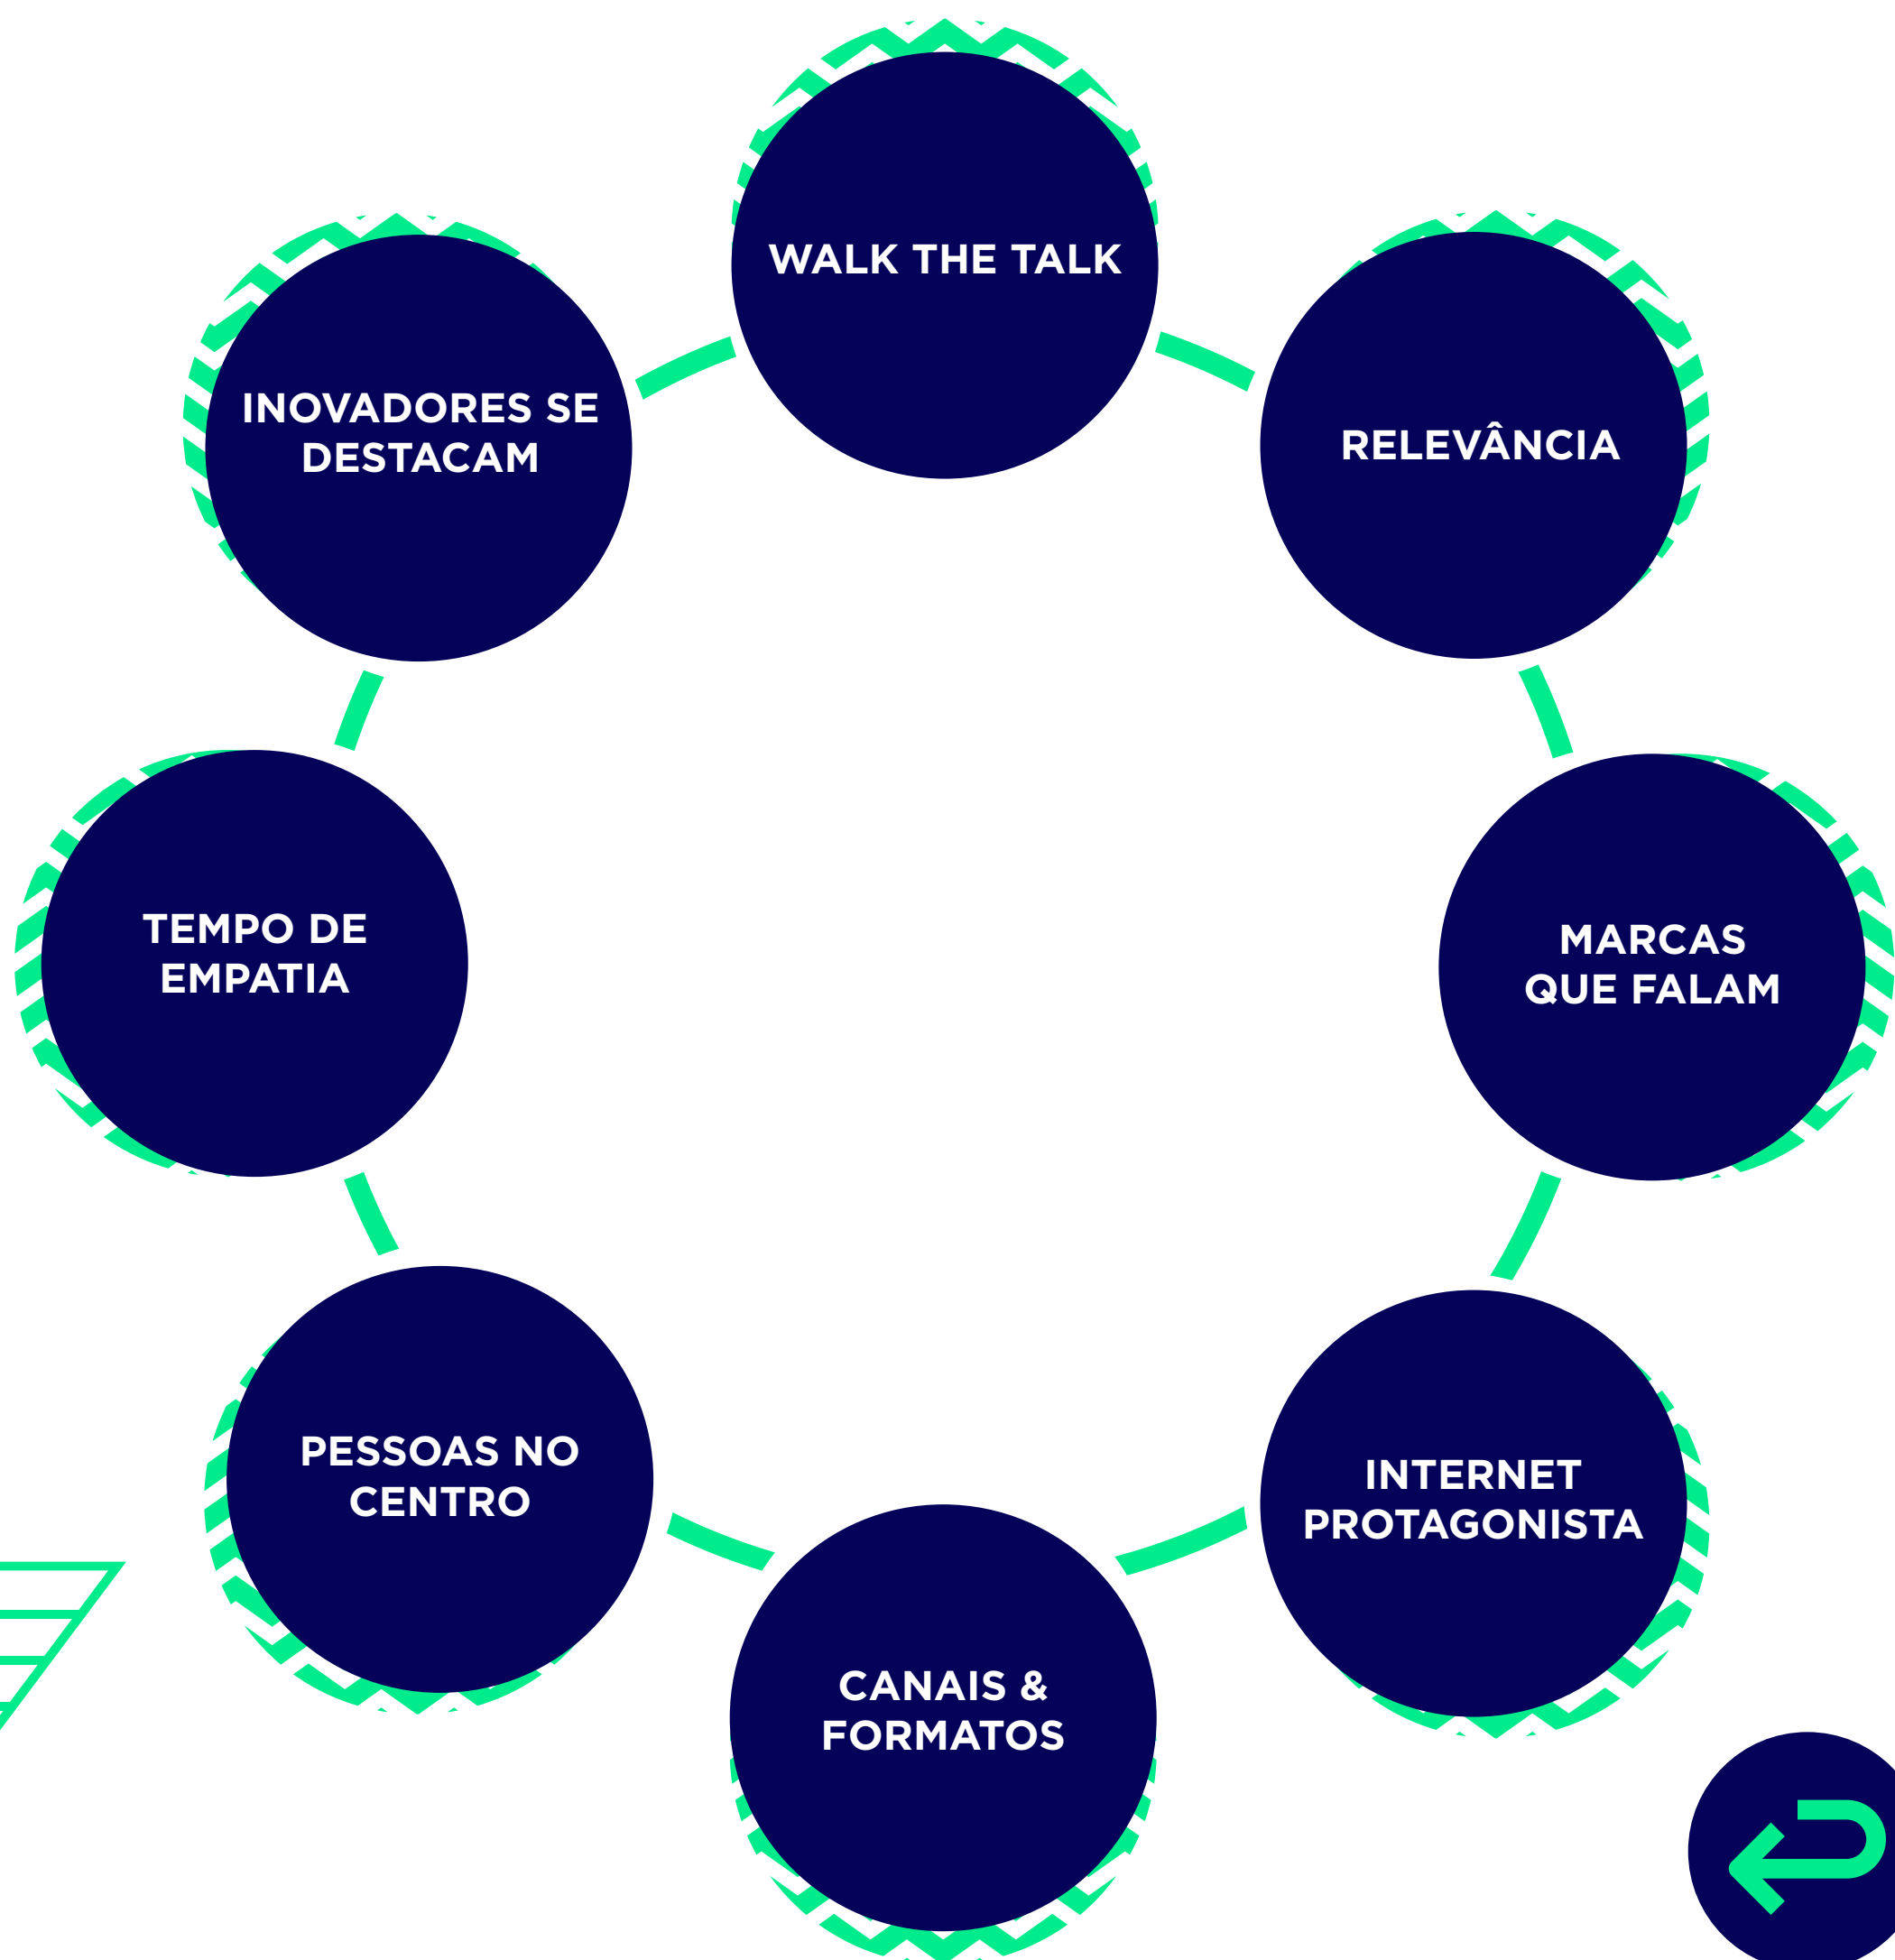 WALK THE TALK
RELEVÂNCIA
MARCAS
QUE FALAM
INTERNET
PROTAGONISTA
CANAIS &
FORMATOS
PESSOAS NO
CENTRO
TEMPO DE
EMPATIA
INOVADORES SE
DESTACAM